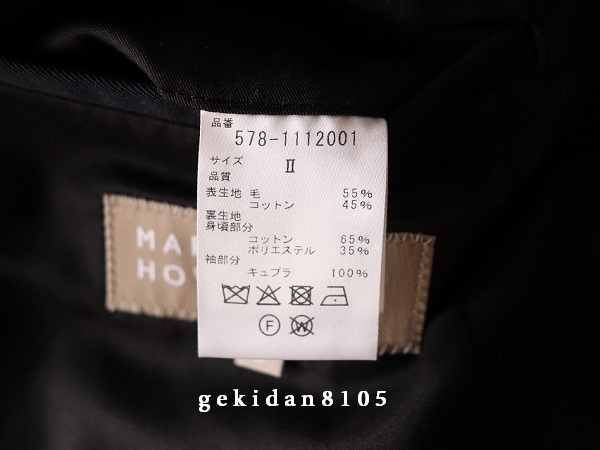 品番
578-1112001
サイズ
Ⅱ
品質
表生地 毛 55%
コットン 45%
裏生地
身頃部分
コットン 65%
ポリエステル 35%
袖部分
キュプラ 100%
F
W
gekidan8105